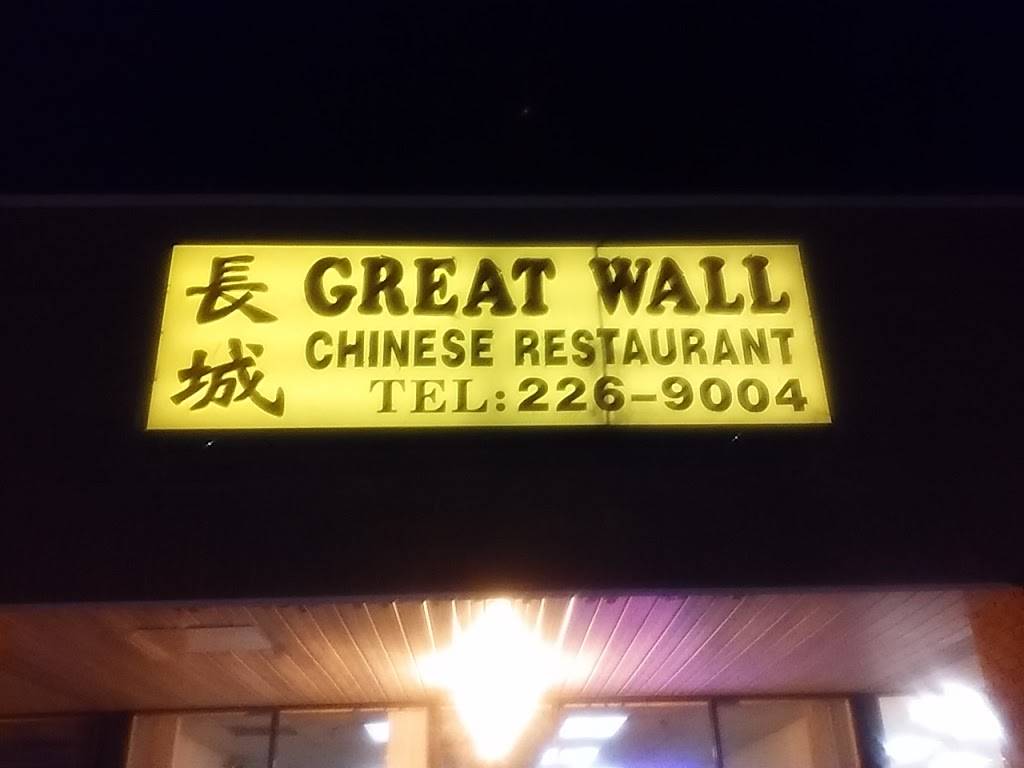 長城
GREAT WALL
CHINESE RESTAURANT
TEL: 226-9004